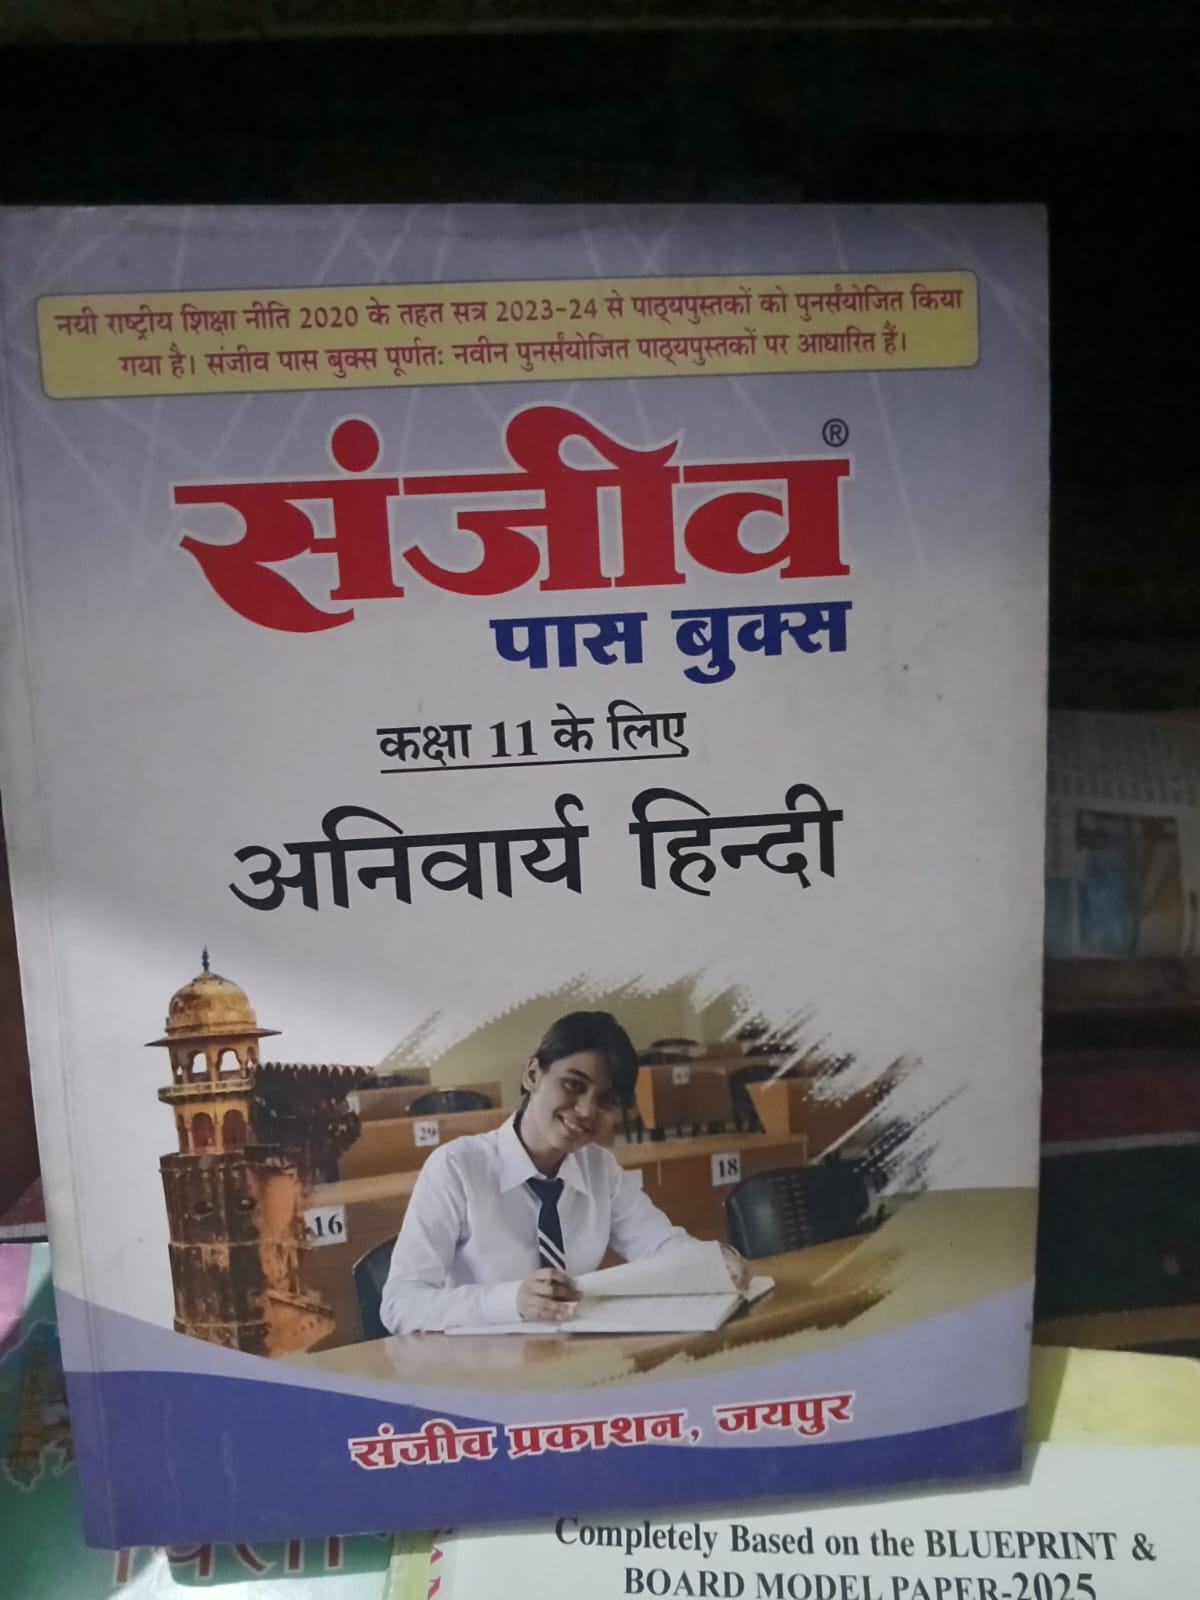 नयी राष्ट्रीय शिक्षा नीति 2020 के तहत सत्र 2023-24 से पाठ्यपुस्तकों को पुनर्संयोजित किया
गया है। संजीव पास बुक्स पूर्णतः नवीन पुनर्संयोजित पाठ्यपुस्तकों पर आधारित हैं।
संजीव ®
पास बुक्स
कक्षा 11 के लिए
अनिवार्य हिन्दी
29
18
16
संजीव प्रकाशन, जयपुर
Completely Based on the BLUEPRINT &
BOARD MODEL PAPER-2025